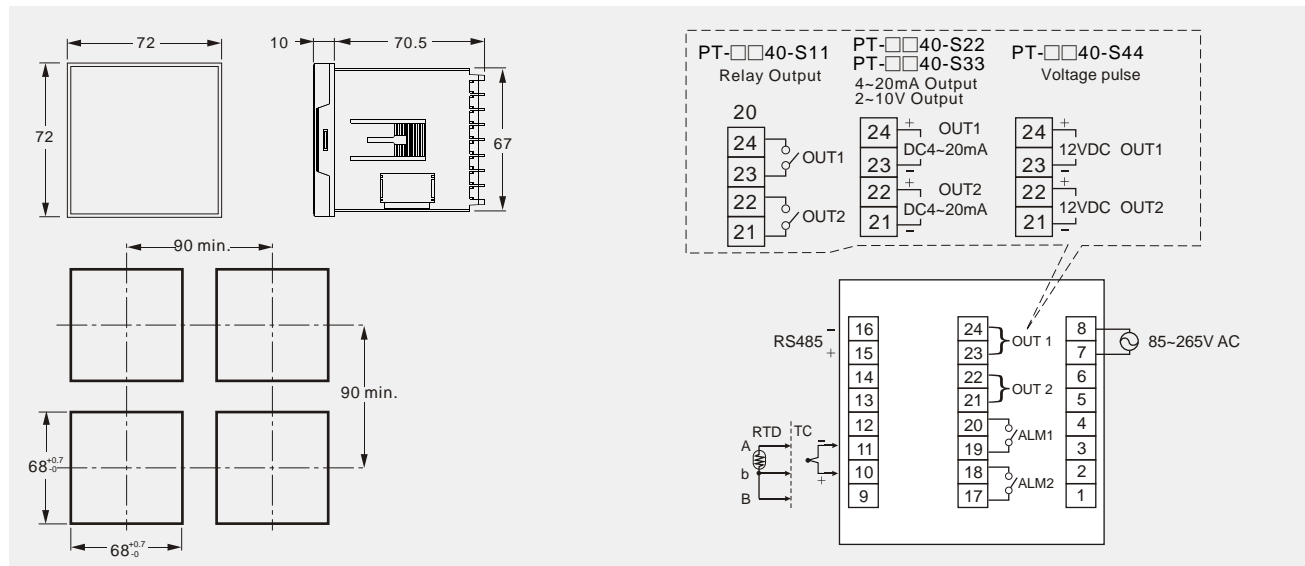 72
72
10
70.5
67
90 min.
90 min.
68+0.7-0
68+0.7-0
PT-□□40-S11
Relay Output
20
24
23
22
21
OUT1
OUT2
PT-□□40-S22
PT-□□40-S33
4~20mA Output
2~10V Output
24
23
22
21
+
OUT1
DC4~20mA
-
+
OUT2
DC4~20mA
-
PT-□□40-S44
Voltage pulse
24
23
22
21
+
12VDC OUT1
-
+
12VDC OUT2
-
RS485
-
+
16
15
14
13
12
11
10
9
RTD
TC
A
b
B
-
+
24
23
22
21
20
19
18
17
OUT 1
OUT 2
ALM1
ALM2
8
7
6
5
4
3
2
1
85~265V AC